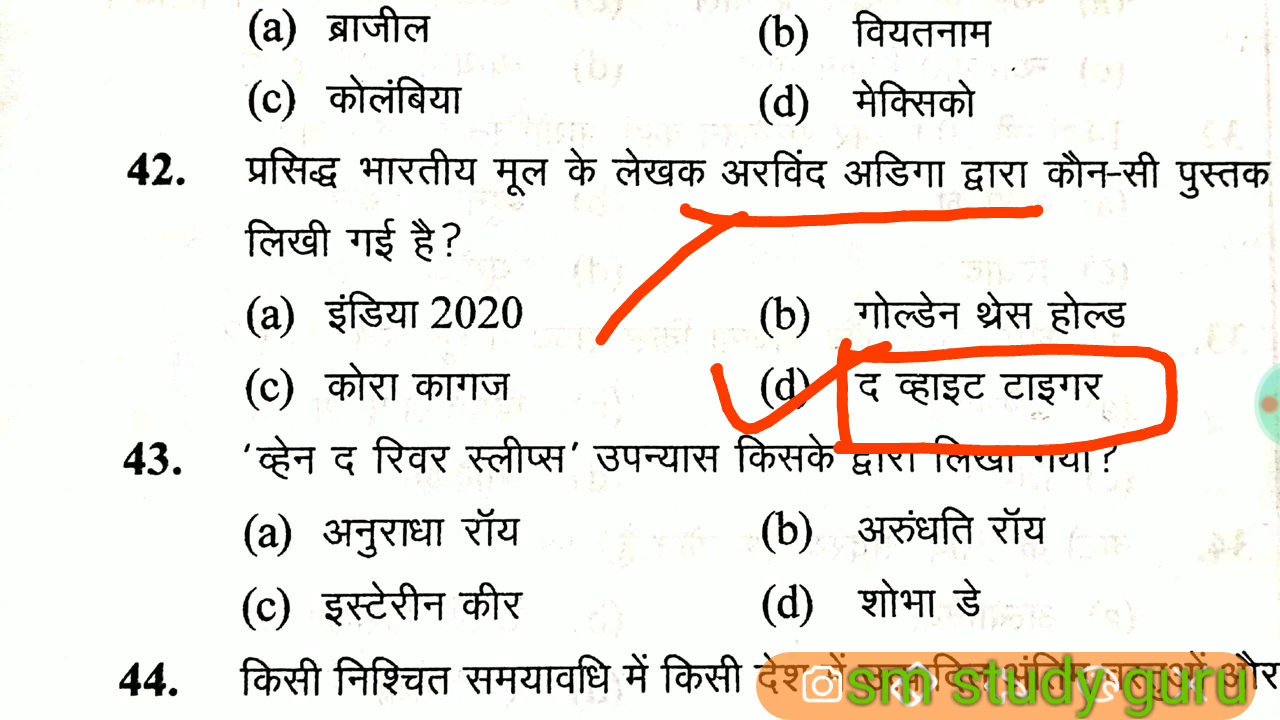 (a) ब्राजील (b) वियतनाम
(c) कोलंबिया (d) मेक्सिको
42. प्रसिद्ध भारतीय मूल के लेखक अरविंद अडिगा द्वारा कौन-सी पुस्तक
लिखी गई है?
(a) इंडिया 2020 (b) गोल्डेन थ्रेस होल्ड
(c) कोरा कागज (d) द व्हाइट टाइगर
43. 'व्हेन द रिवर स्लीप्स' उपन्यास किसके द्वारा लिखा गया?
(a) अनुराधा रॉय (b) अरुंधति रॉय
(c) इस्टेरीन कीर (d) शोभा डे
44. किसी निश्चित समयावधि में किसी देश में
sm study guru